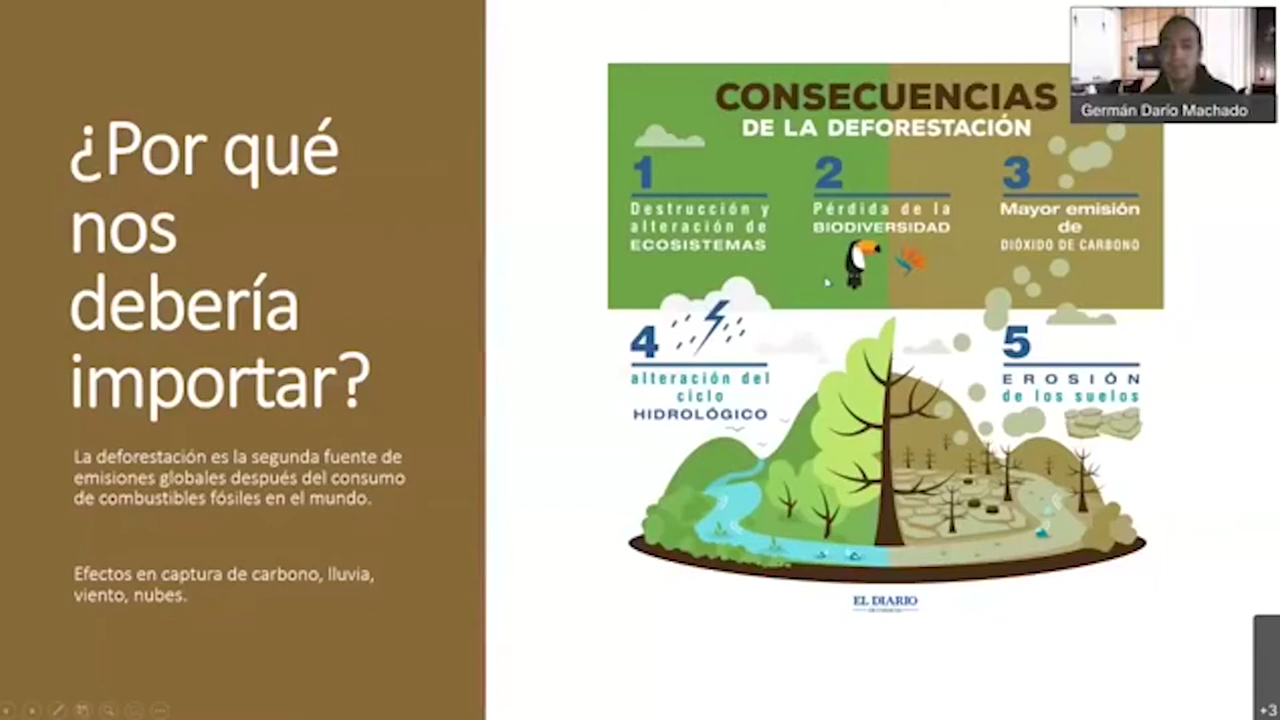 ¿Por qué
nos
debería
importar?
La deforestación es la segunda fuente de
emisiones globales después del consumo
de combustibles fósiles en el mundo.
Efectos en captura de carbono, lluvia,
viento, nubes.
CONSECUENCIAS
DE LA DEFORESTACIÓN
1
Destrucción y
alteración de
ECOSISTEMAS
2
Pérdida de la
BIODIVERSIDAD
3
Mayor emisión
de
DIÓXIDO DE CARBONO
4
alteración del
ciclo
HIDROLÓGICO
5
EROSIÓN
de los suelos
EL DIARIO
Germán Darío Machado
+3